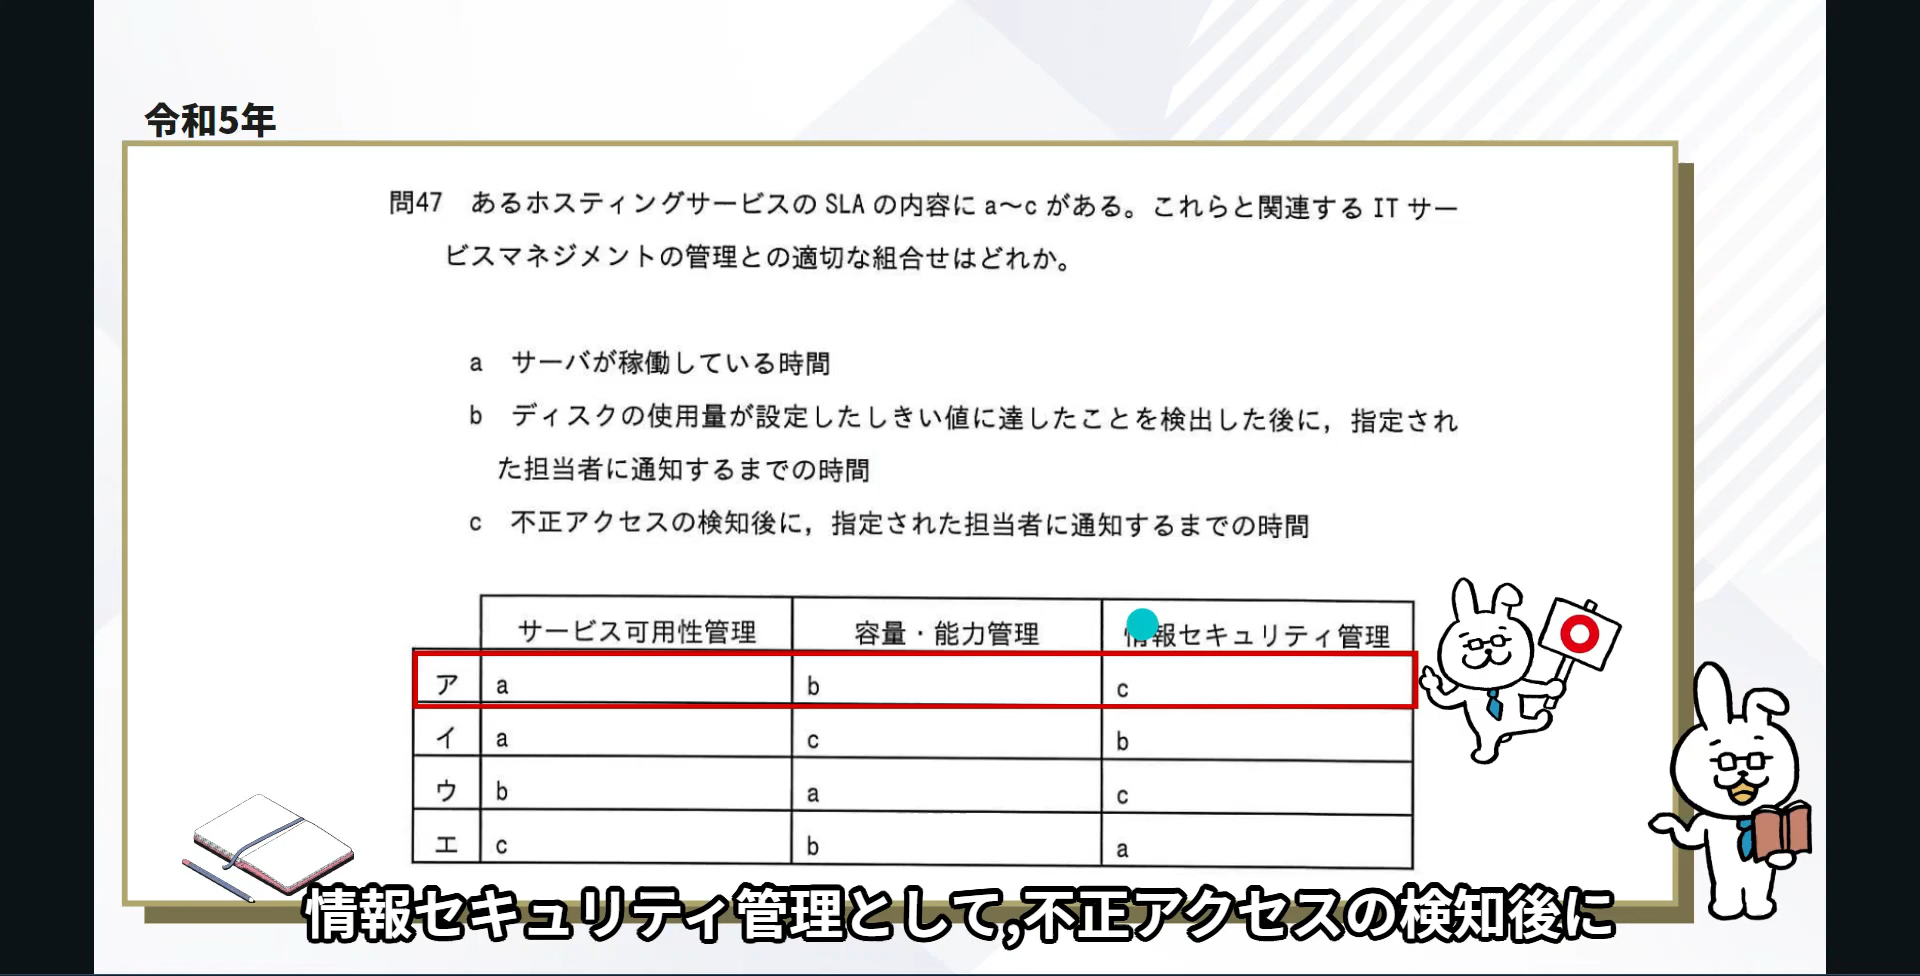 令和5年
問47 あるホスティングサービスの SLA の内容に a～c がある。これらと関連する IT サー
ビスマネジメントの管理との適切な組合せはどれか。
a サーバが稼働している時間
b ディスクの使用量が設定したしきい値に達したことを検出した後に，指定され
た担当者に通知するまでの時間
c 不正アクセスの検知後に，指定された担当者に通知するまでの時間
サービス可用性管理 容量・能力管理 情報セキュリティ管理
ア a b c
イ a c b
ウ b a c
エ c b a
情報セキュリティ管理として,不正アクセスの検知後に